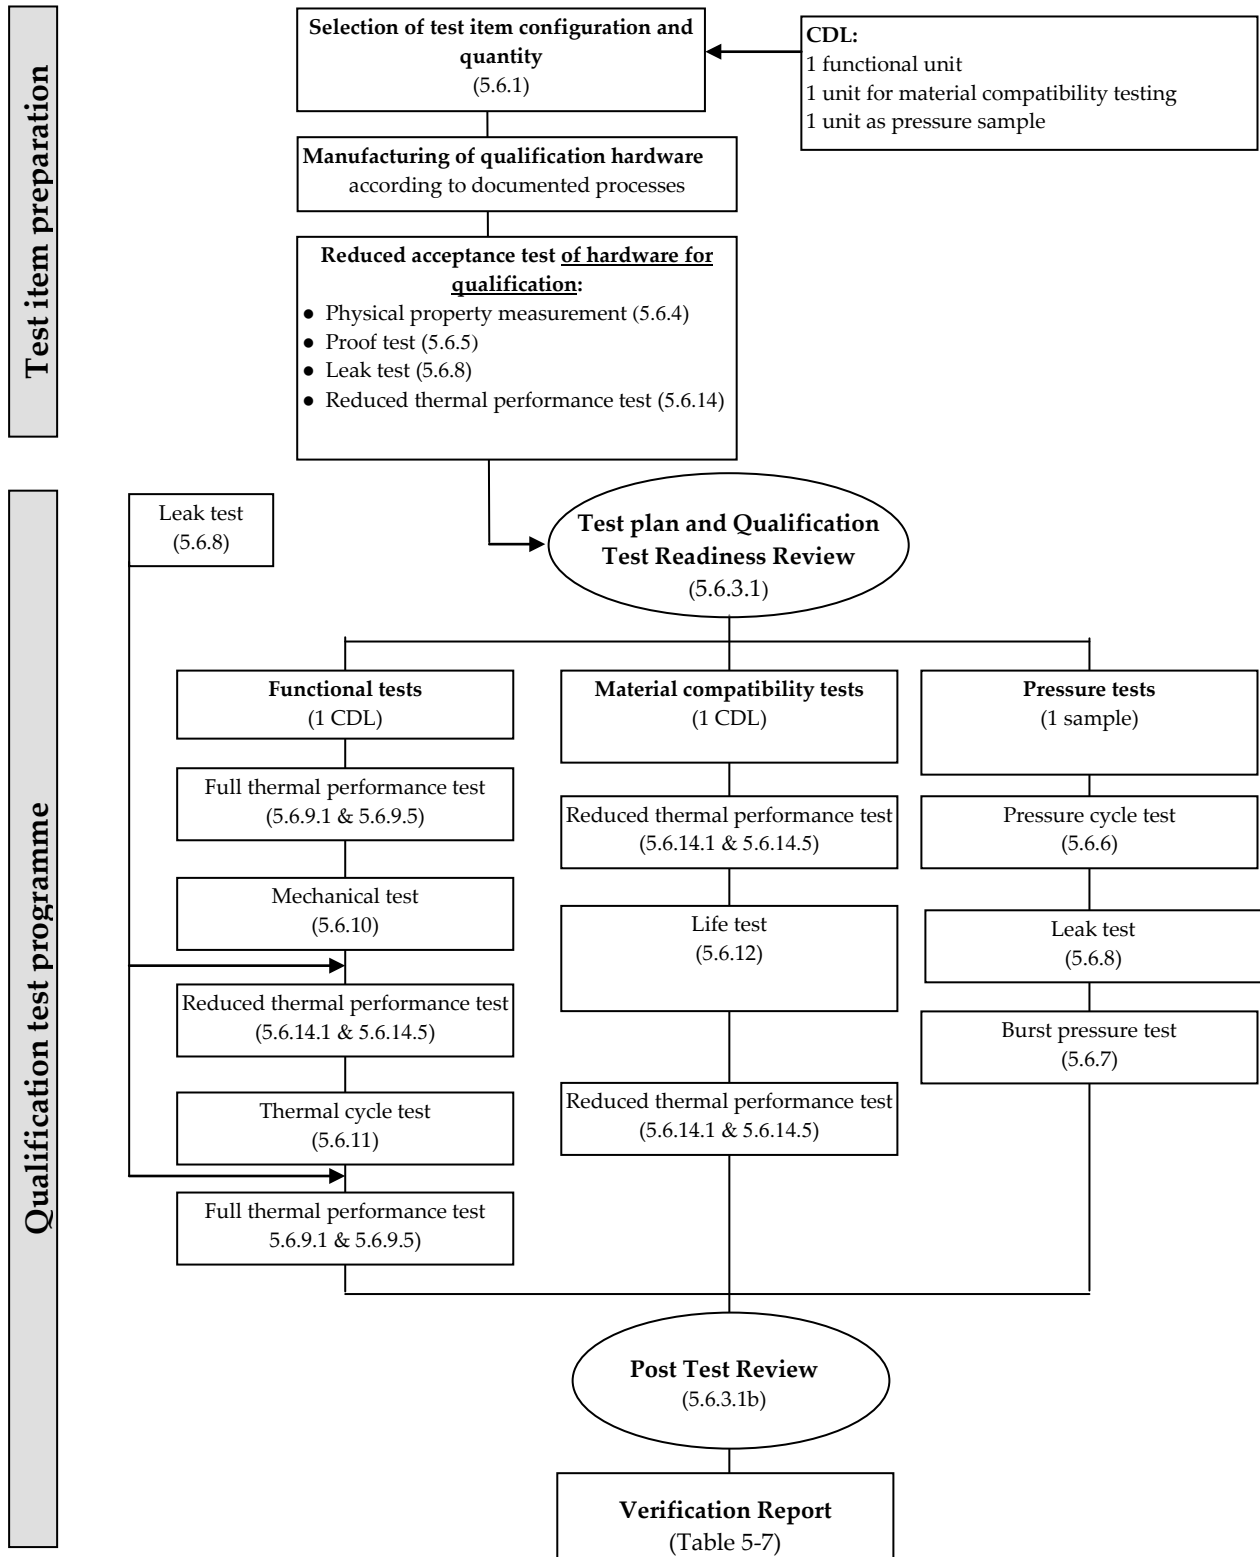 Test item preparation
Selection of test item configuration and
quantity
(5.6.1)
CDL:
1 functional unit
1 unit for material compatibility testing
1 unit as pressure sample
Manufacturing of qualification hardware
according to documented processes
Reduced acceptance test of hardware for
qualification:
● Physical property measurement (5.6.4)
● Proof test (5.6.5)
● Leak test (5.6.8)
● Reduced thermal performance test (5.6.14)
Qualification test programme
Leak test
(5.6.8)
Test plan and Qualification
Test Readiness Review
(5.6.3.1)
Functional tests
(1 CDL)
Full thermal performance test
(5.6.9.1 & 5.6.9.5)
Mechanical test
(5.6.10)
Reduced thermal performance test
(5.6.14.1 & 5.6.14.5)
Thermal cycle test
(5.6.11)
Full thermal performance test
5.6.9.1 & 5.6.9.5)
Material compatibility tests
(1 CDL)
Reduced thermal performance test
(5.6.14.1 & 5.6.14.5)
Life test
(5.6.12)
Reduced thermal performance test
(5.6.14.1 & 5.6.14.5)
Pressure tests
(1 sample)
Pressure cycle test
(5.6.6)
Leak test
(5.6.8)
Burst pressure test
(5.6.7)
Post Test Review
(5.6.3.1b)
Verification Report
(Table 5-7)